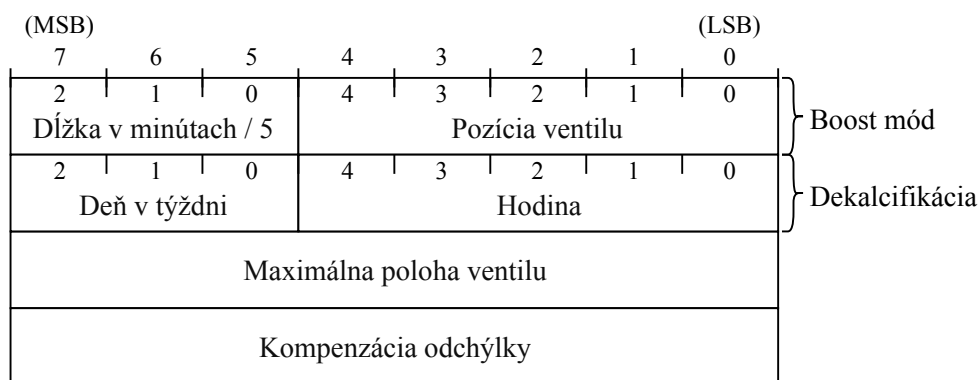 (MSB) (LSB)
7 6 5 4 3 2 1 0
2 1 0 4 3 2 1 0
Dĺžka v minútach / 5 Pozícia ventilu Boost mód
2 1 0 4 3 2 1 0
Deň v týždni Hodina Dekalcifikácia
Maximálna poloha ventilu
Kompenzácia odchýlky